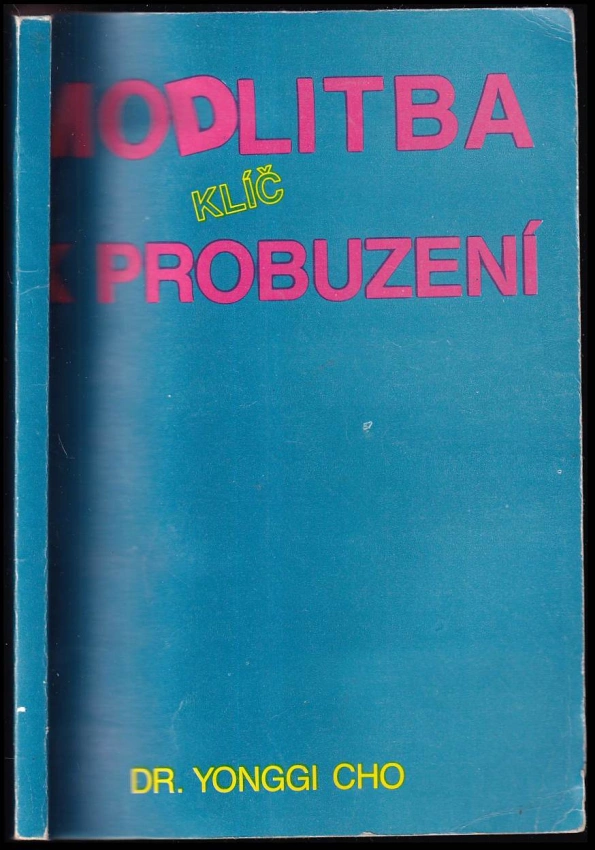 MODLITBA
KLÍČ
K PROBUZENÍ
DR. YONGGI CHO